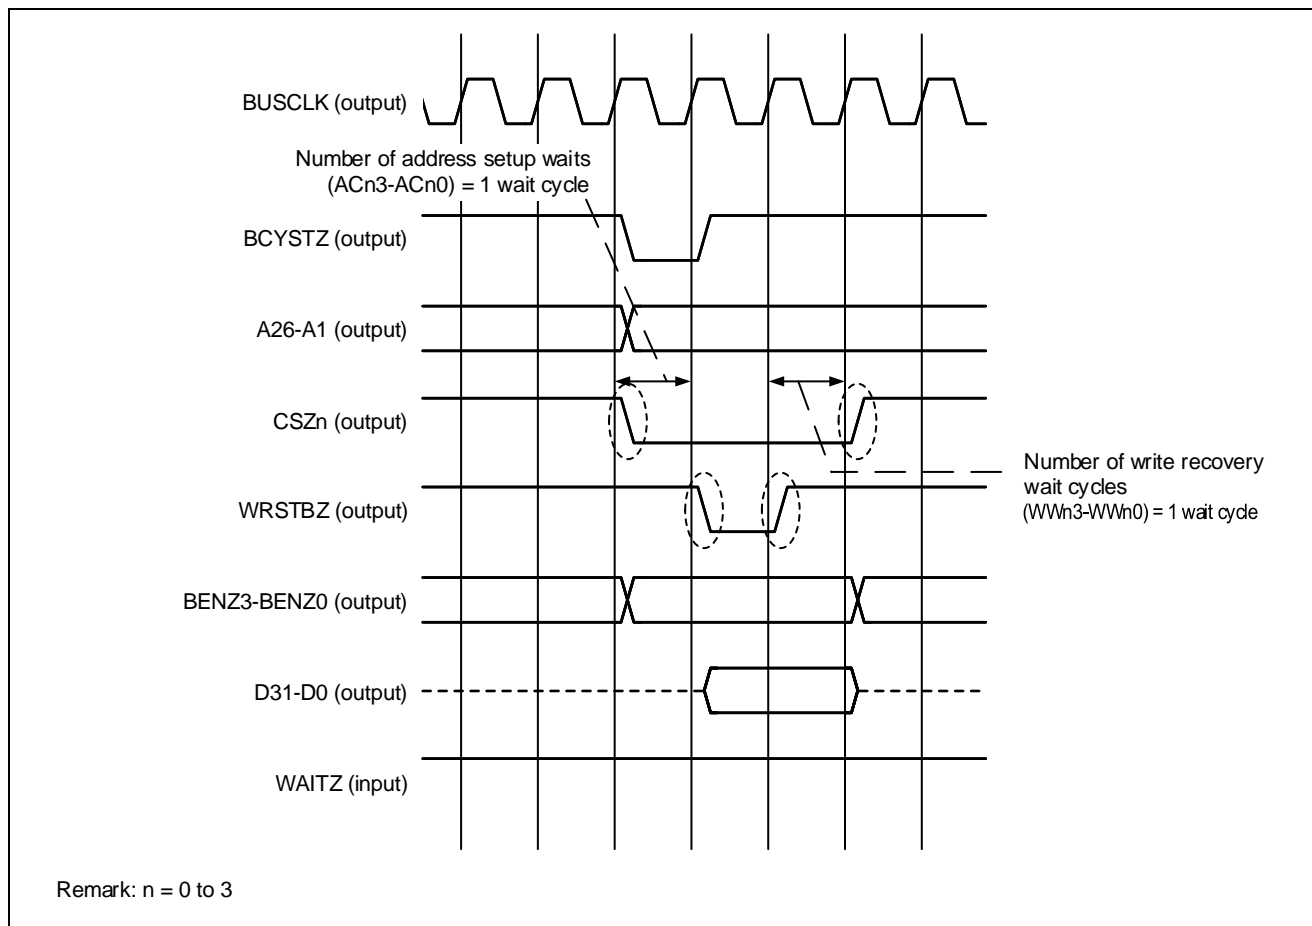 BUSCLK (output)
Number of address setup waits
(ACn3-ACn0) = 1 wait cycle
BCYSTZ (output)
A26-A1 (output)
CSZn (output)
Number of write recovery
wait cycles
(WWn3-WWn0) = 1 wait cycle
WRSTBZ (output)
BENZ3-BENZ0 (output)
D31-D0 (output)
WAITZ (input)
Remark: n = 0 to 3